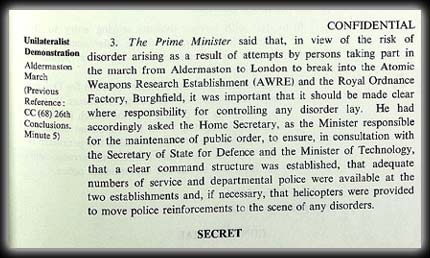 CONFIDENTIAL
Unilateralist
Demonstration
Aldermaston
March
(Previous
Reference:
CC (68) 26th
Conclusions,
Minute 5)
3. The Prime Minister said that, in view of the risk of
disorder arising as a result of attempts by persons taking part in
the march from Aldermaston to London to break into the Atomic
Weapons Research Establishment (AWRE) and the Royal Ordnance
Factory, Burghfield, it was important that it should be made clear
where responsibility for controlling any disorder lay. He had
accordingly asked the Home Secretary, as the Minister responsible
for the maintenance of public order, to ensure, in consultation with
the Secretary of State for Defence and the Minister of Technology,
that a clear command structure was established, that adequate
numbers of service and departmental police were available at the
two establishments and, if necessary, that helicopters were provided
to move police reinforcements to the scene of any disorders.
SECRET